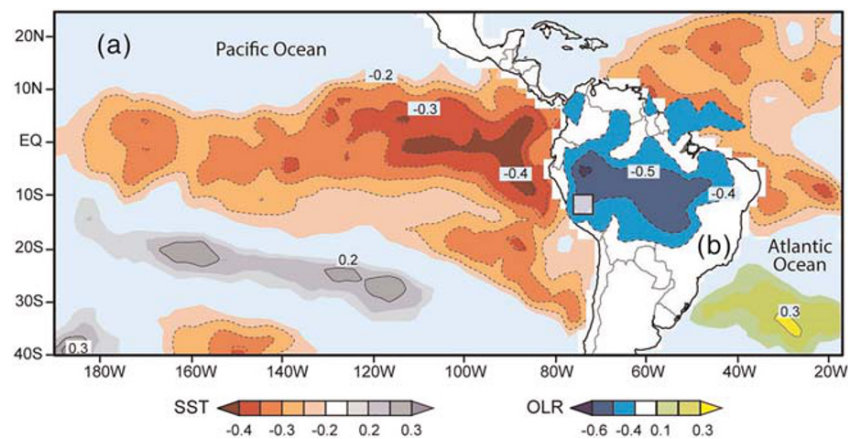 20N
(a)
Pacific Ocean
-0.2
10N
-0.3
EQ
-0.4
-0.5
-0.4
10S
20S
0.2
(b)
Atlantic
Ocean
30S
0.3
0.3
40S
180W 160W 140W 120W 100W 80W 60W 40W 20W
SST
-0.4 -0.3 -0.2 0.2 0.3
OLR
-0.6 -0.4 0.1 0.3